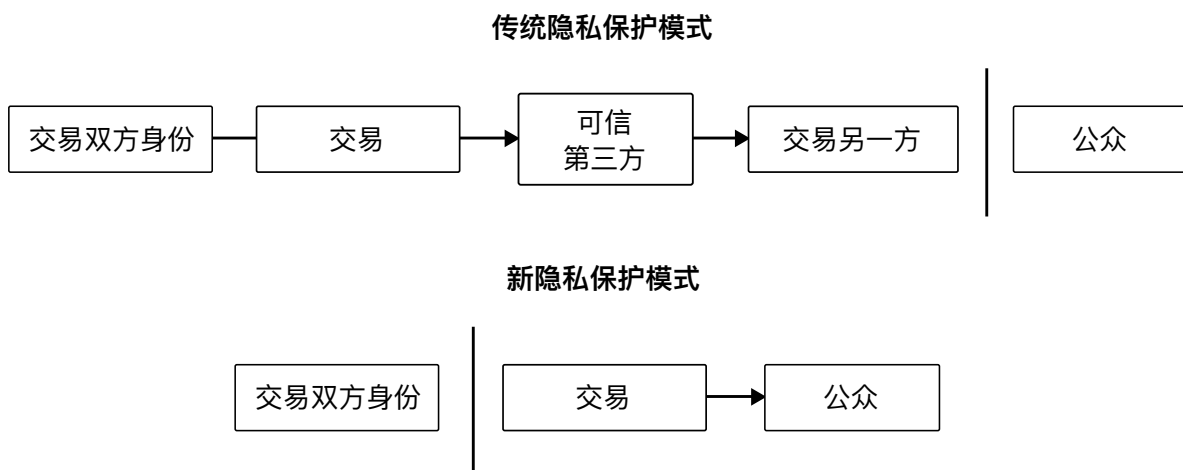 传统隐私保护模式
交易双方身份
交易
可信
第三方
交易另一方
公众
新隐私保护模式
交易双方身份
交易
公众